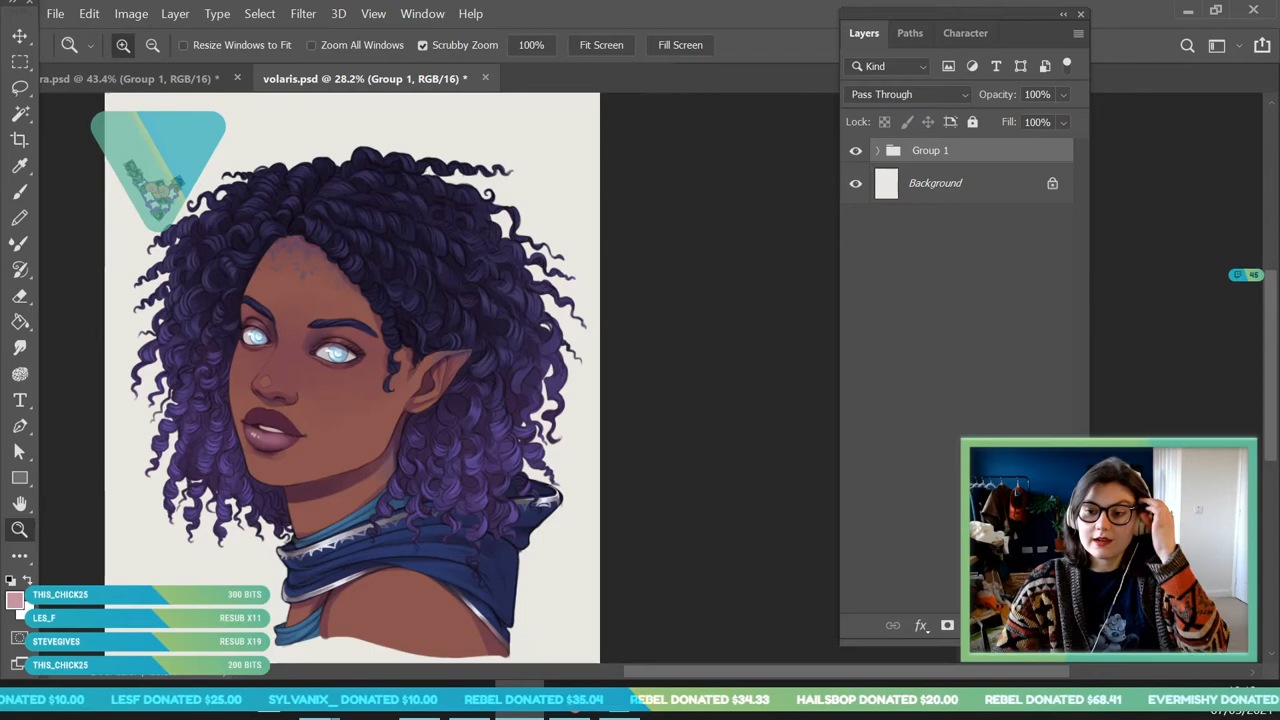 File Edit Image Layer Type Select Filter 3D View Window Help
Resize Windows to Fit Zoom All Windows Scrubby Zoom 100% Fit Screen Fill Screen
ra.psd @ 43.4% (Group 1, RGB/16) * volaris.psd @ 28.2% (Group 1, RGB/16) *
Layers Paths Character
Kind
Pass Through Opacity: 100%
Lock: Fill: 100%
Group 1
Background
fx
46
THIS_CHICK25 300 BITS
LES_F RESUB X11
STEVEGIVES RESUB X19
THIS_CHICK25 200 BITS
ONATED $10.00 LESF DONATED $25.00 SYLVANIX_ DONATED $10.00 REBEL DONATED $35.04 REBEL DONATED $34.33 HAILSBOP DONATED $20.00 REBEL DONATED $68.41 EVERMISHY DONATED